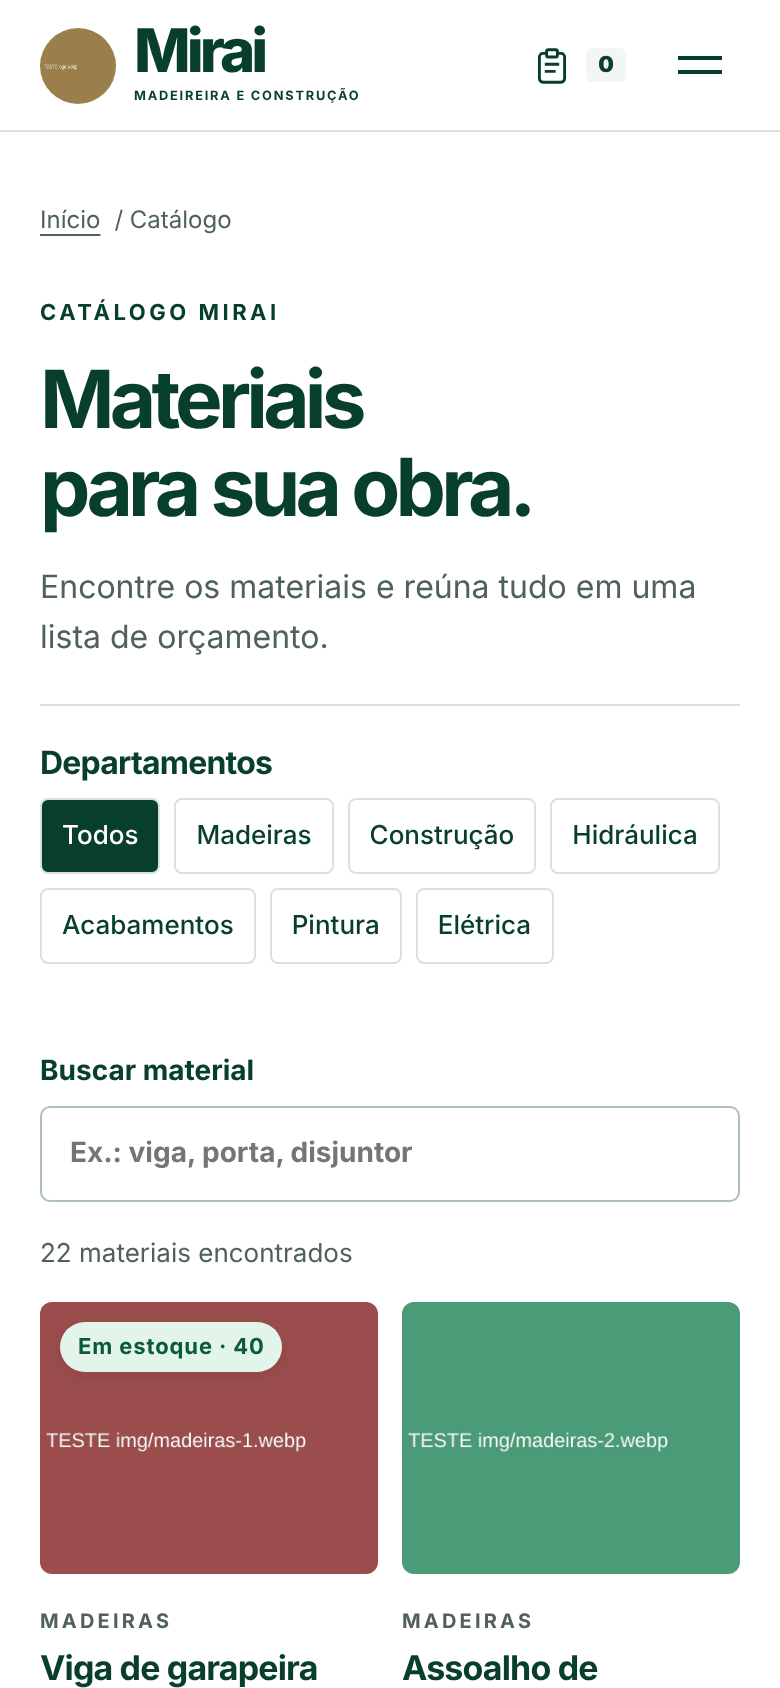 Mirai
MADEIREIRA E CONSTRUÇÃO
0
Início / Catálogo
CATÁLOGO MIRAI
Materiais
para sua obra.
Encontre os materiais e reúna tudo em uma
lista de orçamento.
Departamentos
Todos
Madeiras
Construção
Hidráulica
Acabamentos
Pintura
Elétrica
Buscar material
Ex.: viga, porta, disjuntor
22 materiais encontrados
Em estoque · 40
TESTE img/madeiras-1.webp
TESTE img/madeiras-2.webp
MADEIRAS
Viga de garapeira
MADEIRAS
Assoalho de